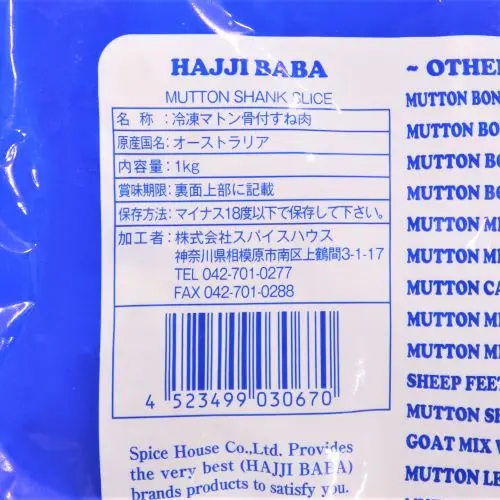 HAJJI BABA
MUTTON SHANK SLICE
名 称:冷凍マトン骨付すね肉
原産国名:オーストラリア
内容量:1kg
賞味期限:裏面上部に記載
保存方法:マイナス18度以下で保存して下さい。
加工者:株式会社スパイスハウス
神奈川県相模原市南区上鶴間3-1-17
TEL 042-701-0277
FAX 042-701-0288
4 523499 030670
Spice House Co.,Ltd. Provides
the very best (HAJJI BABA)
brands products to satisfy you.
~ OTHE
MUTTON BON
MUTTON BO
MUTTON BO
MUTTON BO
MUTTON M
MUTTON ME
MUTTON CA
MUTTON MI
MUTTON MI
SHEEP FEET
MUTTON SH
GOAT MIX
MUTTON LE